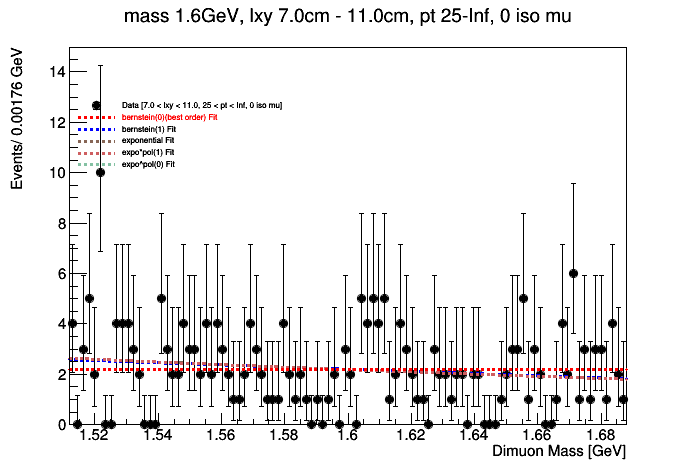 mass 1.6GeV, lxy 7.0cm - 11.0cm, pt 25-Inf, 0 iso mu
Events/ 0.00176 GeV
14
12
10
8
6
4
2
0
Data [7.0 < lxy < 11.0, 25 < pt < Inf, 0 iso mu]
bernstein(0)(best order) Fit
bernstein(1) Fit
exponential Fit
expo*pol(1) Fit
expo*pol(0) Fit
1.52 1.54 1.56 1.58 1.6 1.62 1.64 1.66 1.68
Dimuon Mass [GeV]